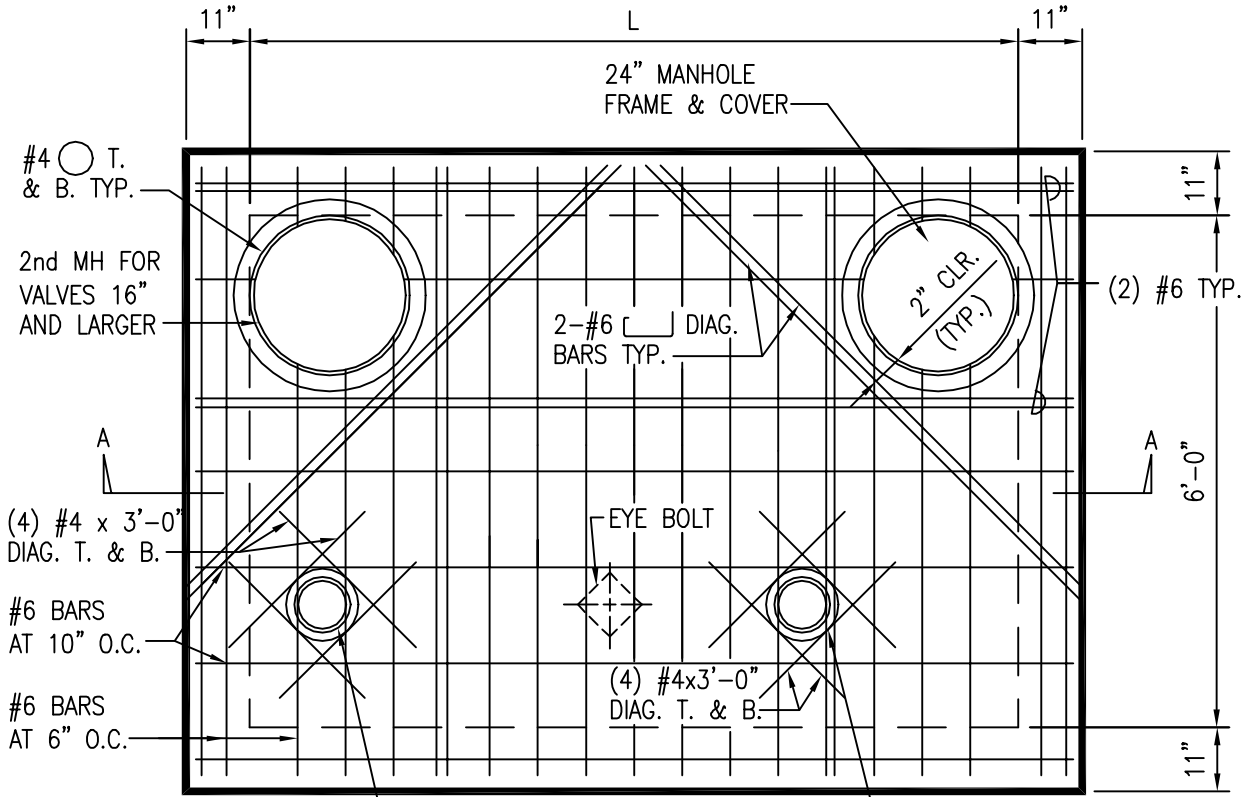 11"
L
11"
24" MANHOLE
FRAME & COVER
#4 T.
& B. TYP.
11"
2nd MH FOR
VALVES 16"
AND LARGER
2" CLR.
(TYP.)
(2) #6 TYP.
2-#6 DIAG.
BARS TYP.
A
A
6'-0"
(4) #4 x 3'-0"
DIAG. T. & B.
EYE BOLT
#6 BARS
AT 10" O.C.
(4) #4x3'-0"
DIAG. T. & B.
#6 BARS
AT 6" O.C.
11"